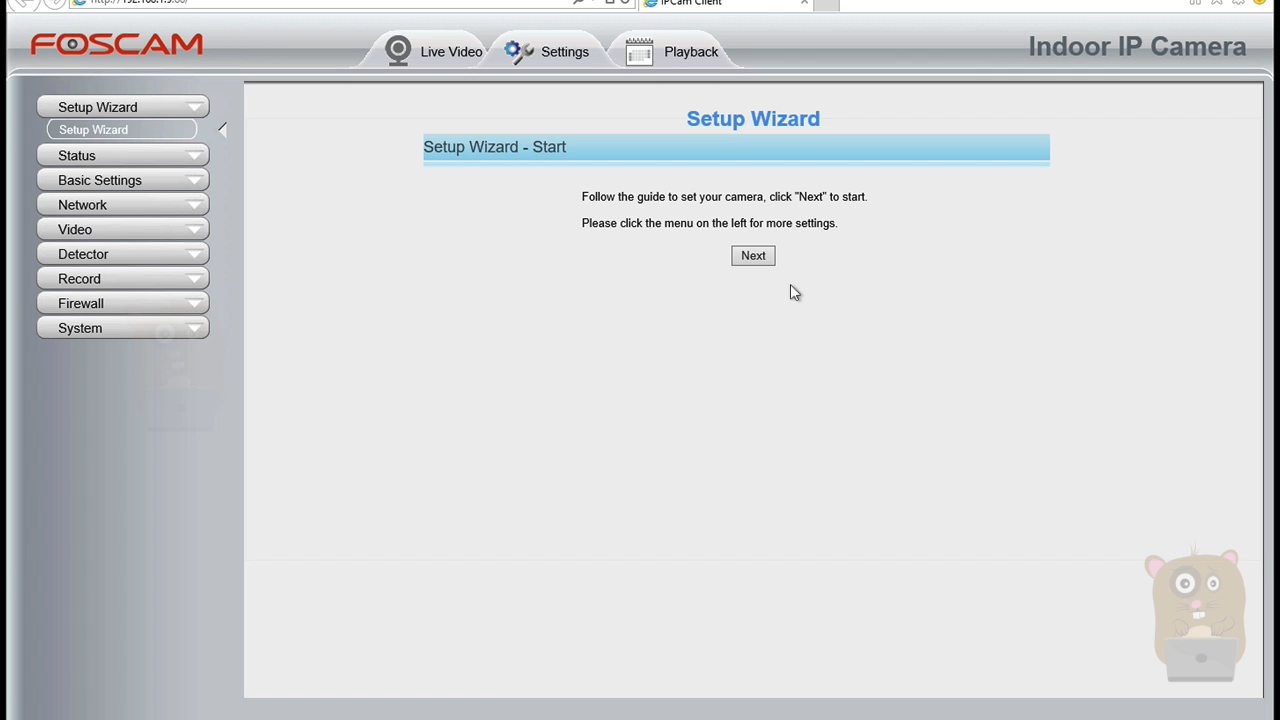 IPCam Client
FOSCAM
Live Video
Settings
Playback
Indoor IP Camera
Setup Wizard
Setup Wizard
Status
Basic Settings
Network
Video
Detector
Record
Firewall
System
Setup Wizard
Setup Wizard - Start
Follow the guide to set your camera, click "Next" to start.
Please click the menu on the left for more settings.
Next